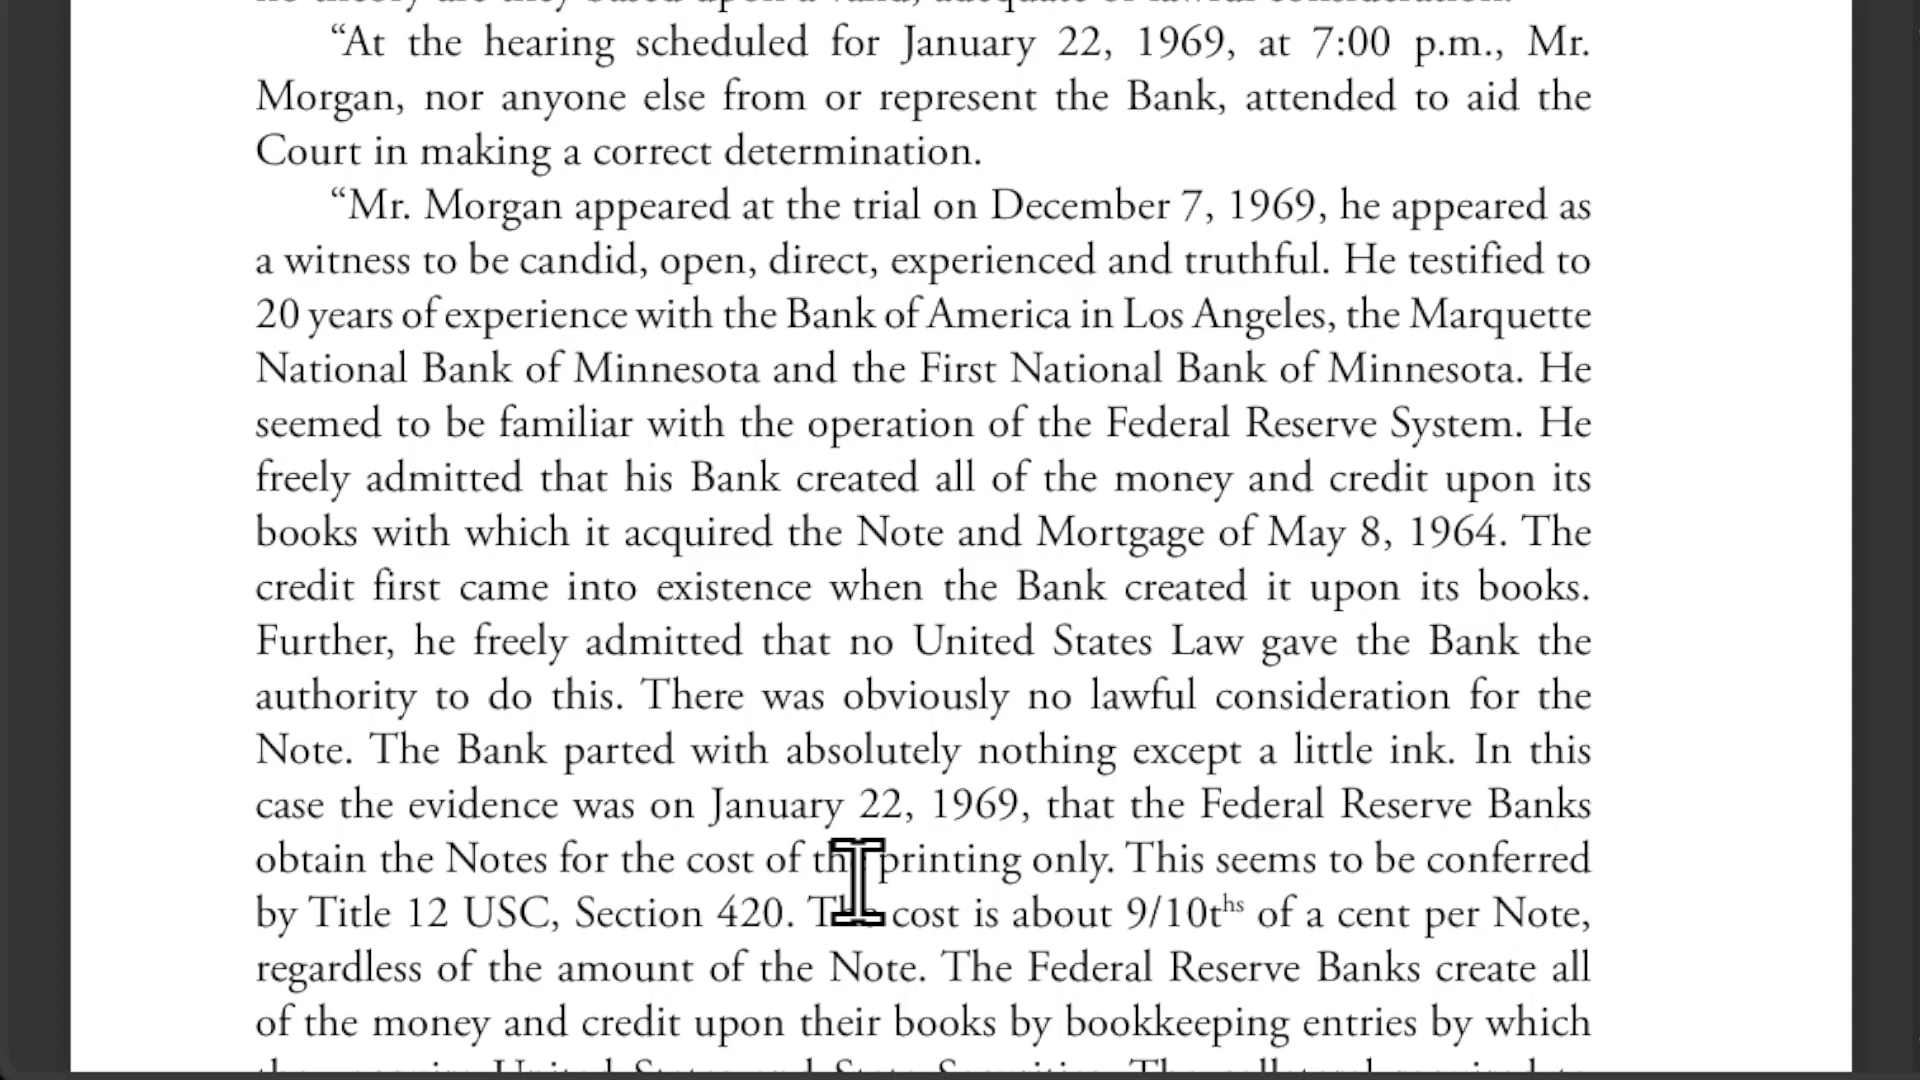 “At the hearing scheduled for January 22, 1969, at 7:00 p.m., Mr.
Morgan, nor anyone else from or represent the Bank, attended to aid the
Court in making a correct determination.
“Mr. Morgan appeared at the trial on December 7, 1969, he appeared as
a witness to be candid, open, direct, experienced and truthful. He testified to
20 years of experience with the Bank of America in Los Angeles, the Marquette
National Bank of Minnesota and the First National Bank of Minnesota. He
seemed to be familiar with the operation of the Federal Reserve System. He
freely admitted that his Bank created all of the money and credit upon its
books with which it acquired the Note and Mortgage of May 8, 1964. The
credit first came into existence when the Bank created it upon its books.
Further, he freely admitted that no United States Law gave the Bank the
authority to do this. There was obviously no lawful consideration for the
Note. The Bank parted with absolutely nothing except a little ink. In this
case the evidence was on January 22, 1969, that the Federal Reserve Banks
obtain the Notes for the cost of the printing only. This seems to be conferred
by Title 12 USC, Section 420. The cost is about 9/10ths of a cent per Note,
regardless of the amount of the Note. The Federal Reserve Banks create all
of the money and credit upon their books by bookkeeping entries by which